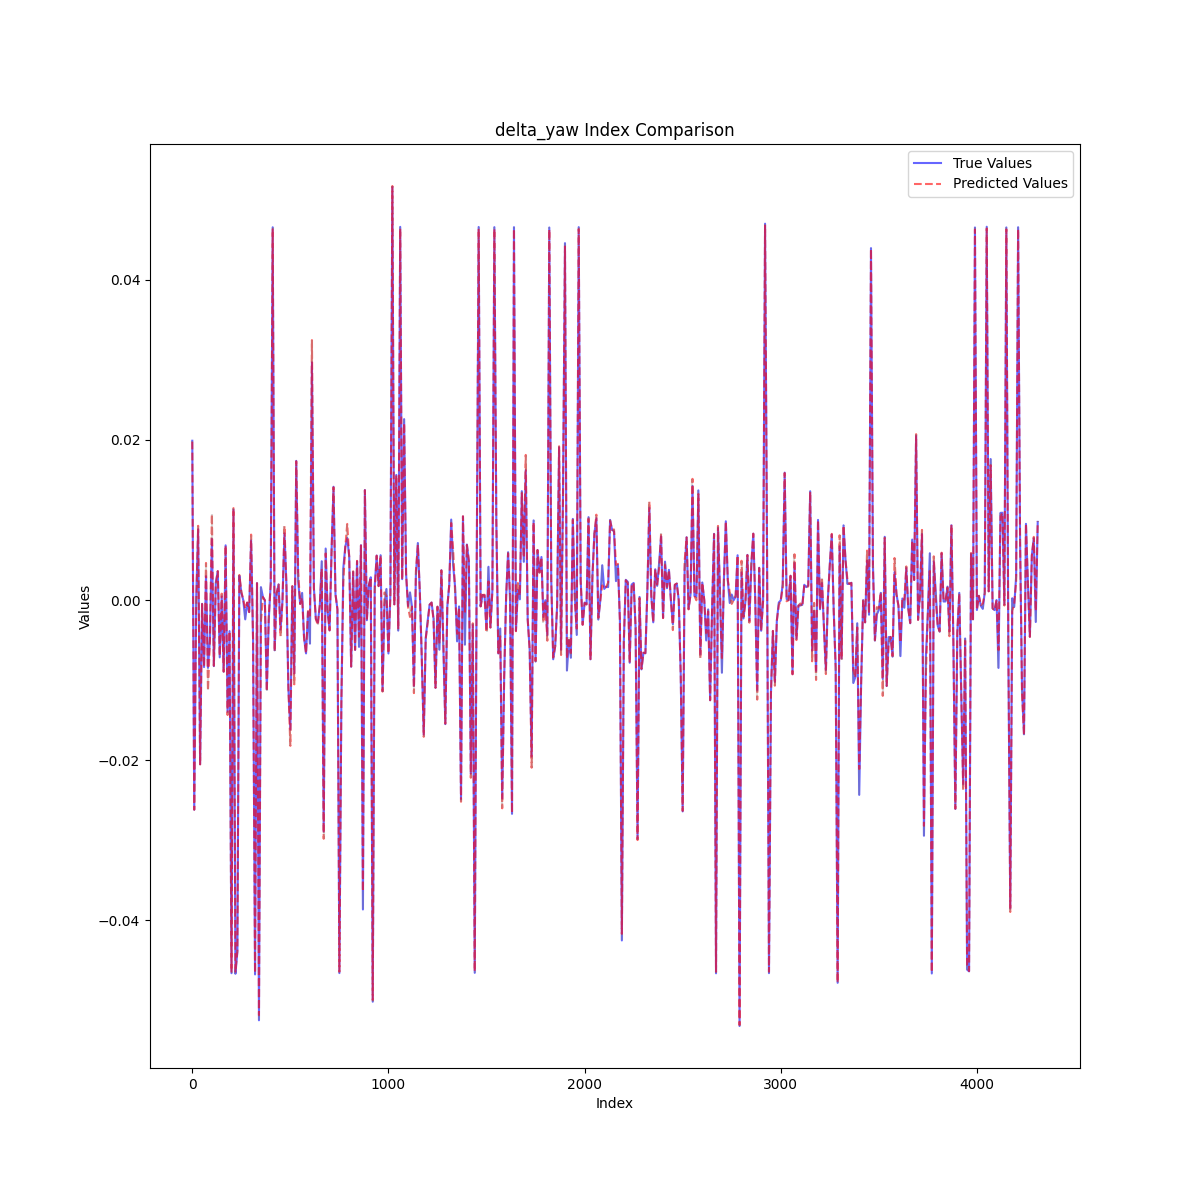 delta_yaw Index Comparison
True Values
Predicted Values
0.04
0.02
0.00
−0.02
−0.04
Values
0
1000
2000
3000
4000
Index